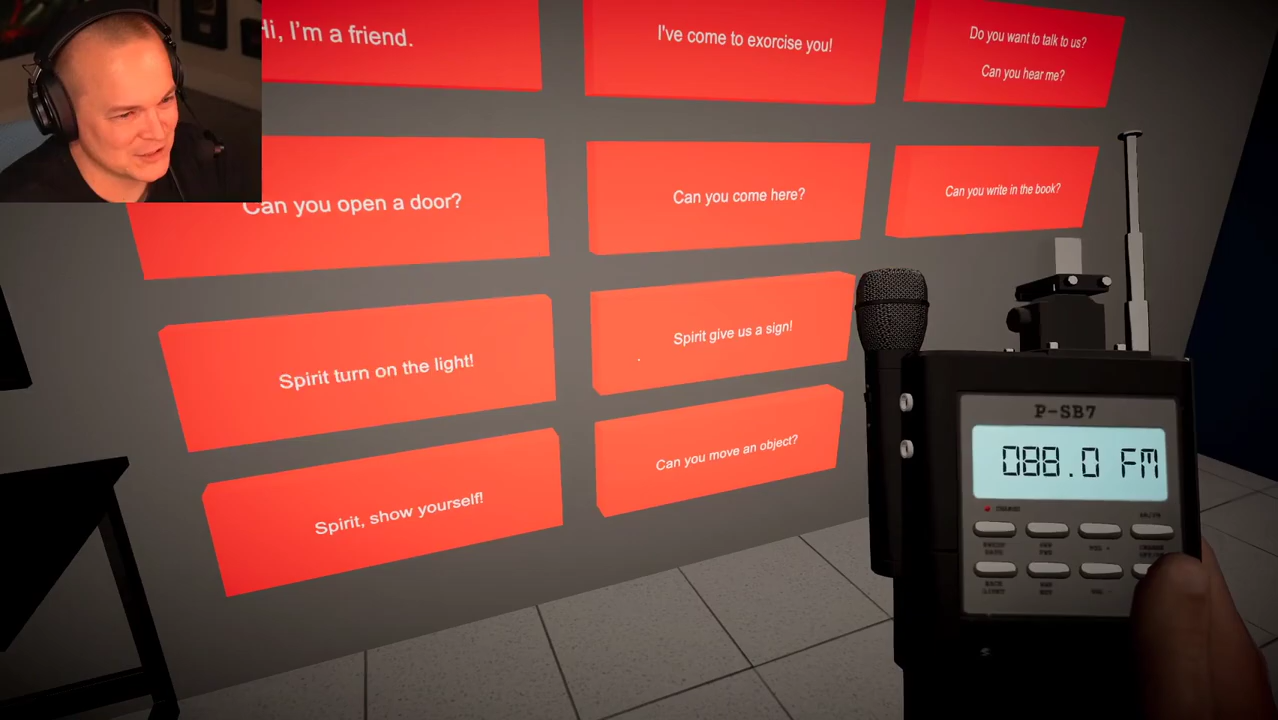 Hi, I'm a friend.
I've come to exorcise you!
Do you want to talk to us?
Can you hear me?
Can you open a door?
Can you come here?
Can you write in the book?
Spirit turn on the light!
Spirit give us a sign!
Spirit, show yourself!
Can you move an object?
P-SB7
088.0 FM